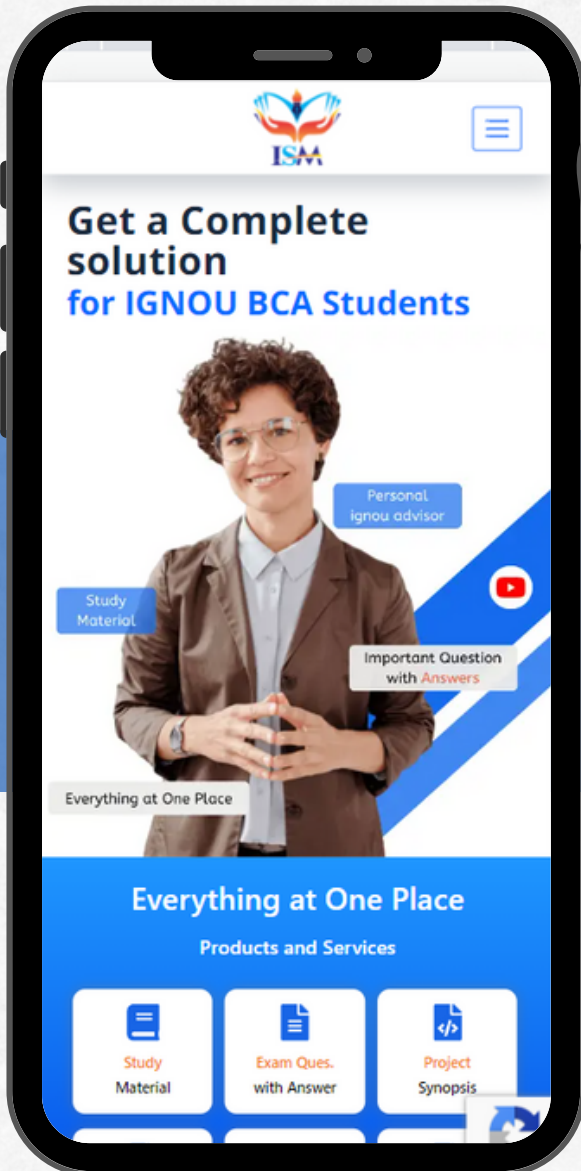 ISM
Get a Complete
solution
for IGNOU BCA Students
Personal
ignou advisor
Study
Material
Important Question
with Answers
Everything at One Place
Everything at One Place
Products and Services
Study
Material
Exam Ques.
with Answer
Project
Synopsis